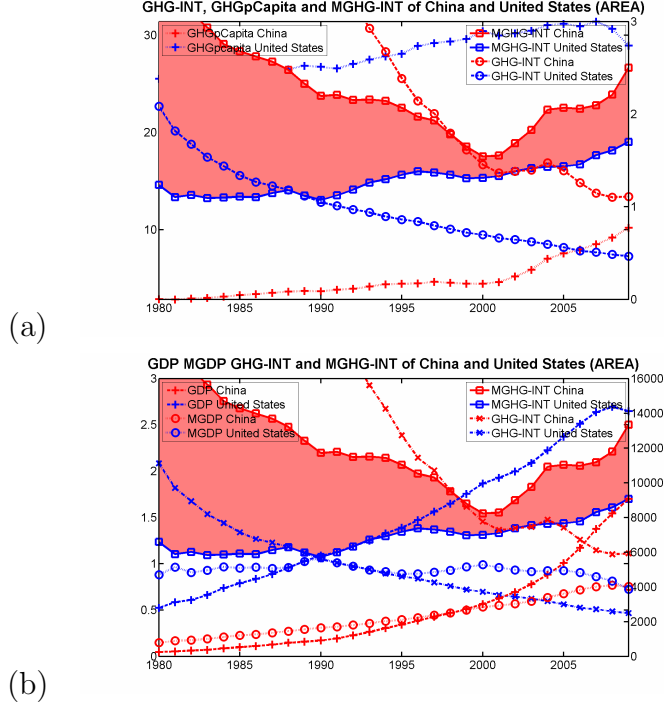 (a)
GHG-INT, GHGpCapita and MGHG-INT of China and United States (AREA)
30
20
10
GHGpCapita China
GHGpcapita United States
MGHG-INT China
MGHG-INT United States
GHG-INT China
GHG-INT United States
3
2
1
0
1980 1985 1990 1995 2000 2005
(b)
GDP MGDP GHG-INT and MGHG-INT of China and United States (AREA)
3
2.5
2
1.5
1
0.5
0
GDP China
GDP United States
MGDP China
MGDP United States
MGHG-INT China
MGHG-INT United States
GHG-INT China
GHG-INT United States
16000
14000
12000
10000
8000
6000
4000
2000
0
1980 1985 1990 1995 2000 2005